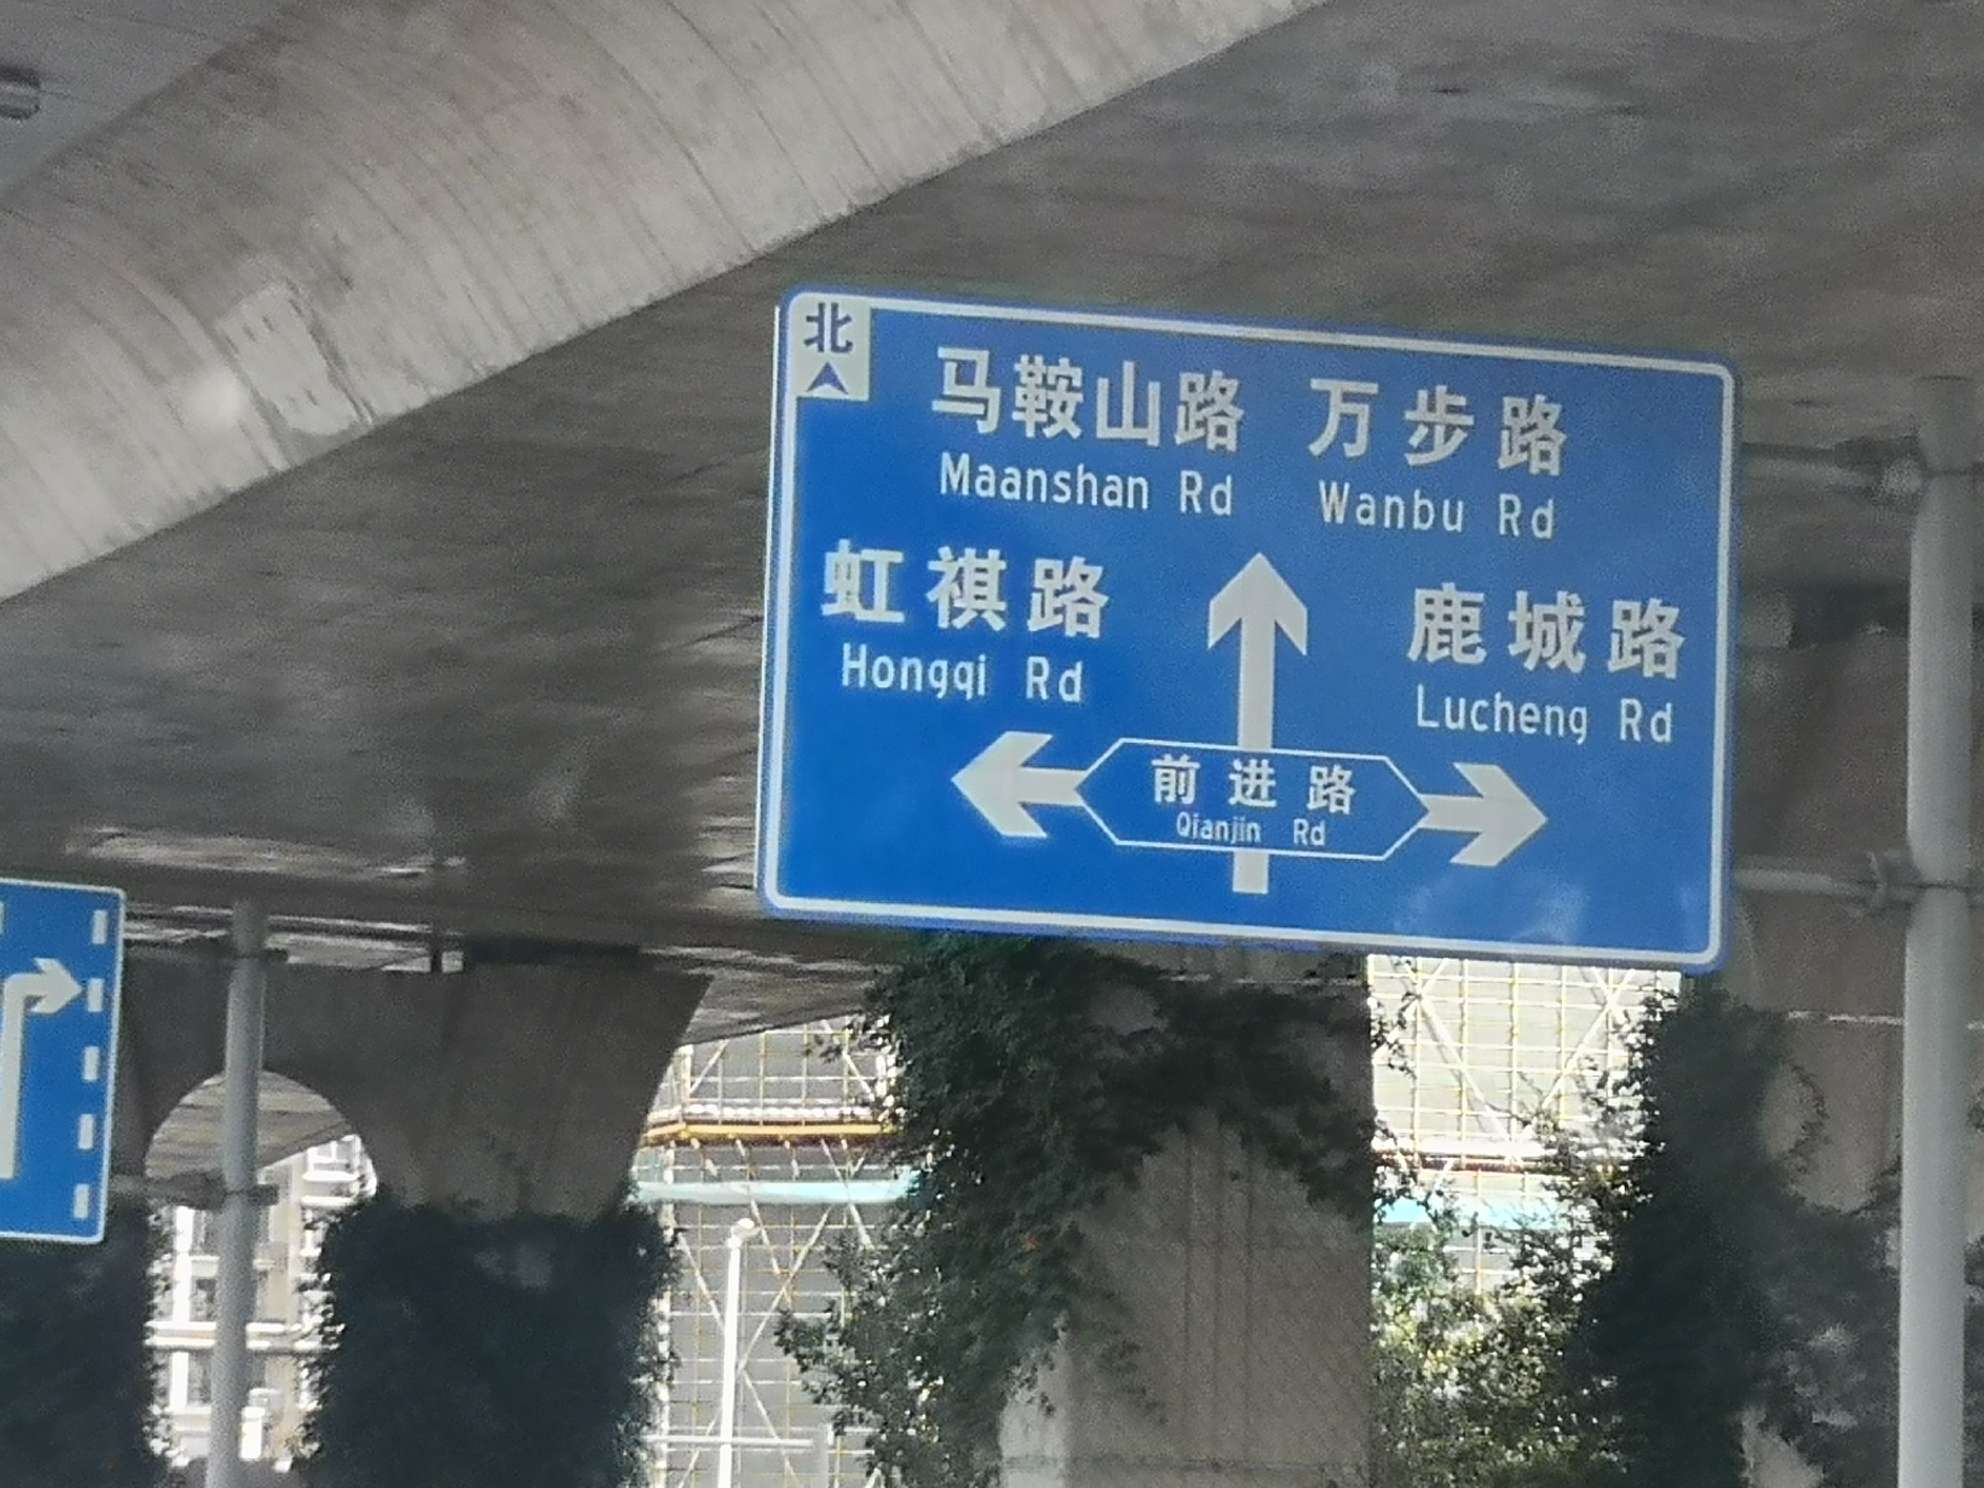 北
马鞍山路 万步路
Maanshan Rd Wanbu Rd
虹祺路 鹿城路
Hongqi Rd Lucheng Rd
前进路
Qianjin Rd